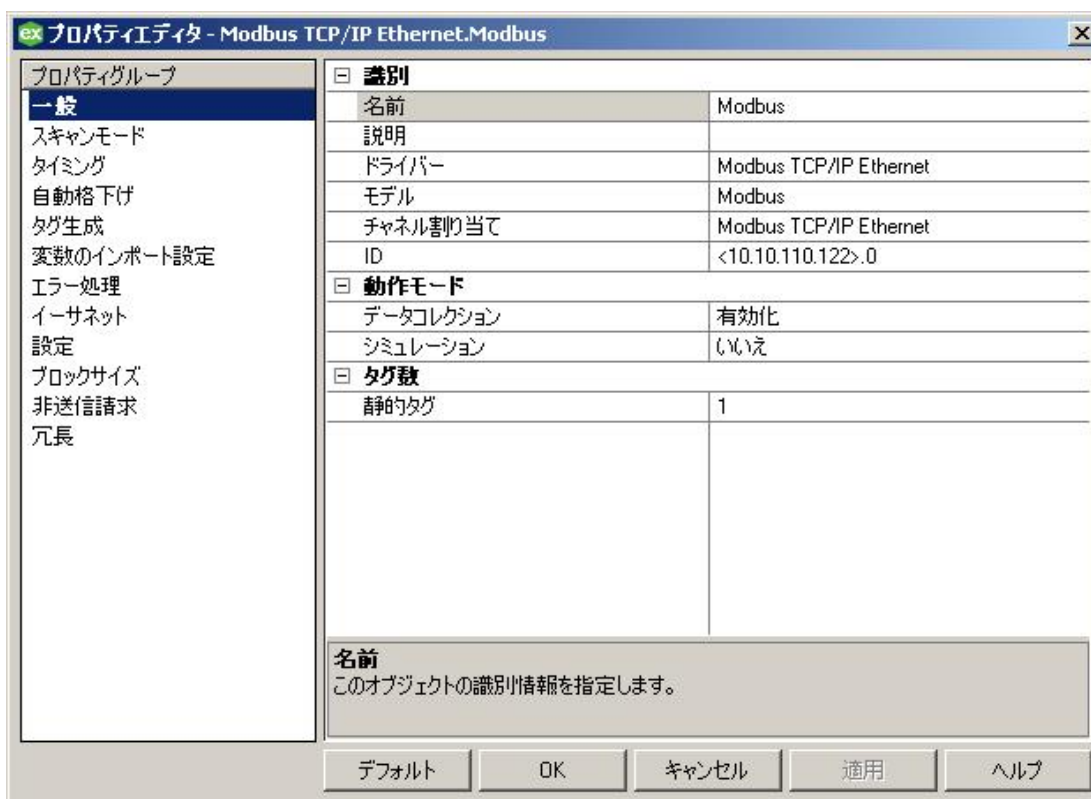 ex プロパティエディタ - Modbus TCP/IP Ethernet.Modbus
プロパティグループ
一般
スキャンモード
タイミング
自動格下げ
タグ生成
変数のインポート設定
エラー処理
イーサネット
設定
ブロックサイズ
非送信請求
冗長
識別
名前 Modbus
説明
ドライバー Modbus TCP/IP Ethernet
モデル Modbus
チャネル割り当て Modbus TCP/IP Ethernet
ID <10.10.110.122>.0
動作モード
データコレクション 有効化
シミュレーション いいえ
タグ数
静的タグ 1
名前
このオブジェクトの識別情報を指定します。
デフォルト OK キャンセル 適用 ヘルプ